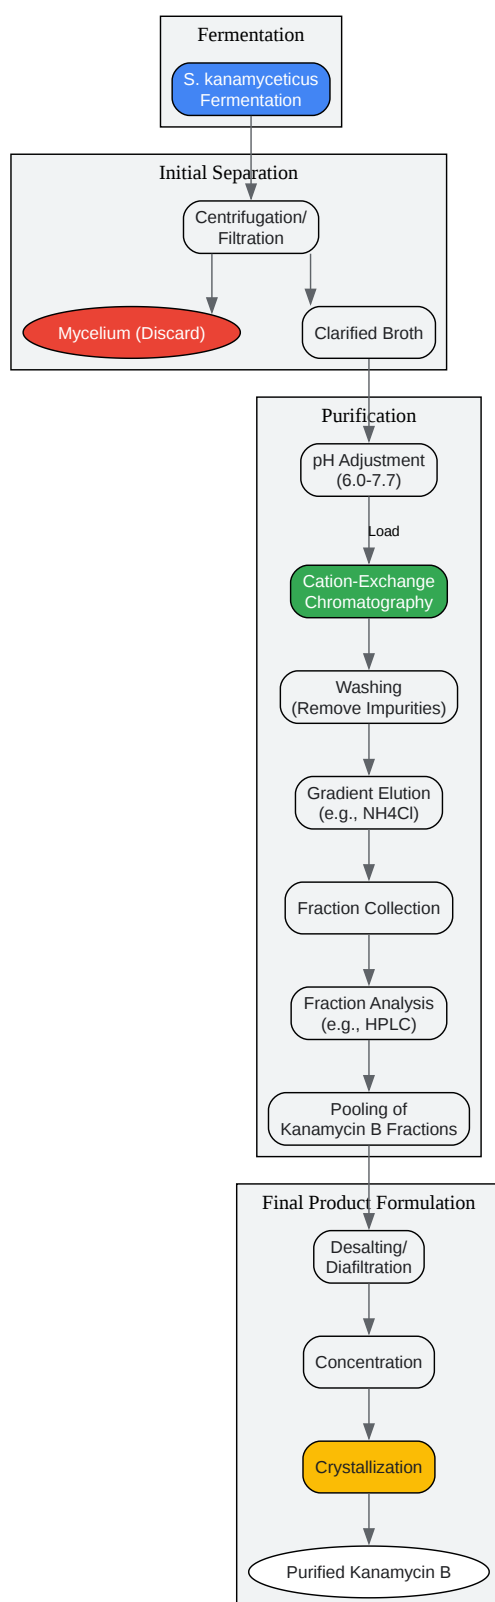 Fermentation
S. kanamyceticus
Fermentation
Initial Separation
Centrifugation/
Filtration
Mycelium (Discard)
Clarified Broth
Purification
pH Adjustment
(6.0-7.7)
Load
Cation-Exchange
Chromatography
Washing
(Remove Impurities)
Gradient Elution
(e.g., NH4Cl)
Fraction Collection
Fraction Analysis
(e.g., HPLC)
Pooling of
Kanamycin B Fractions
Final Product Formulation
Desalting/
Diafiltration
Concentration
Crystallization
Purified Kanamycin B